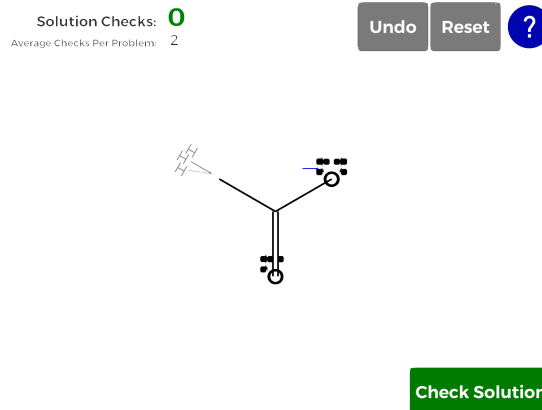 Solution Checks: 0
Average Checks Per Problem: 2
Undo
Reset
?
H
H
H
O
O
Check Solution